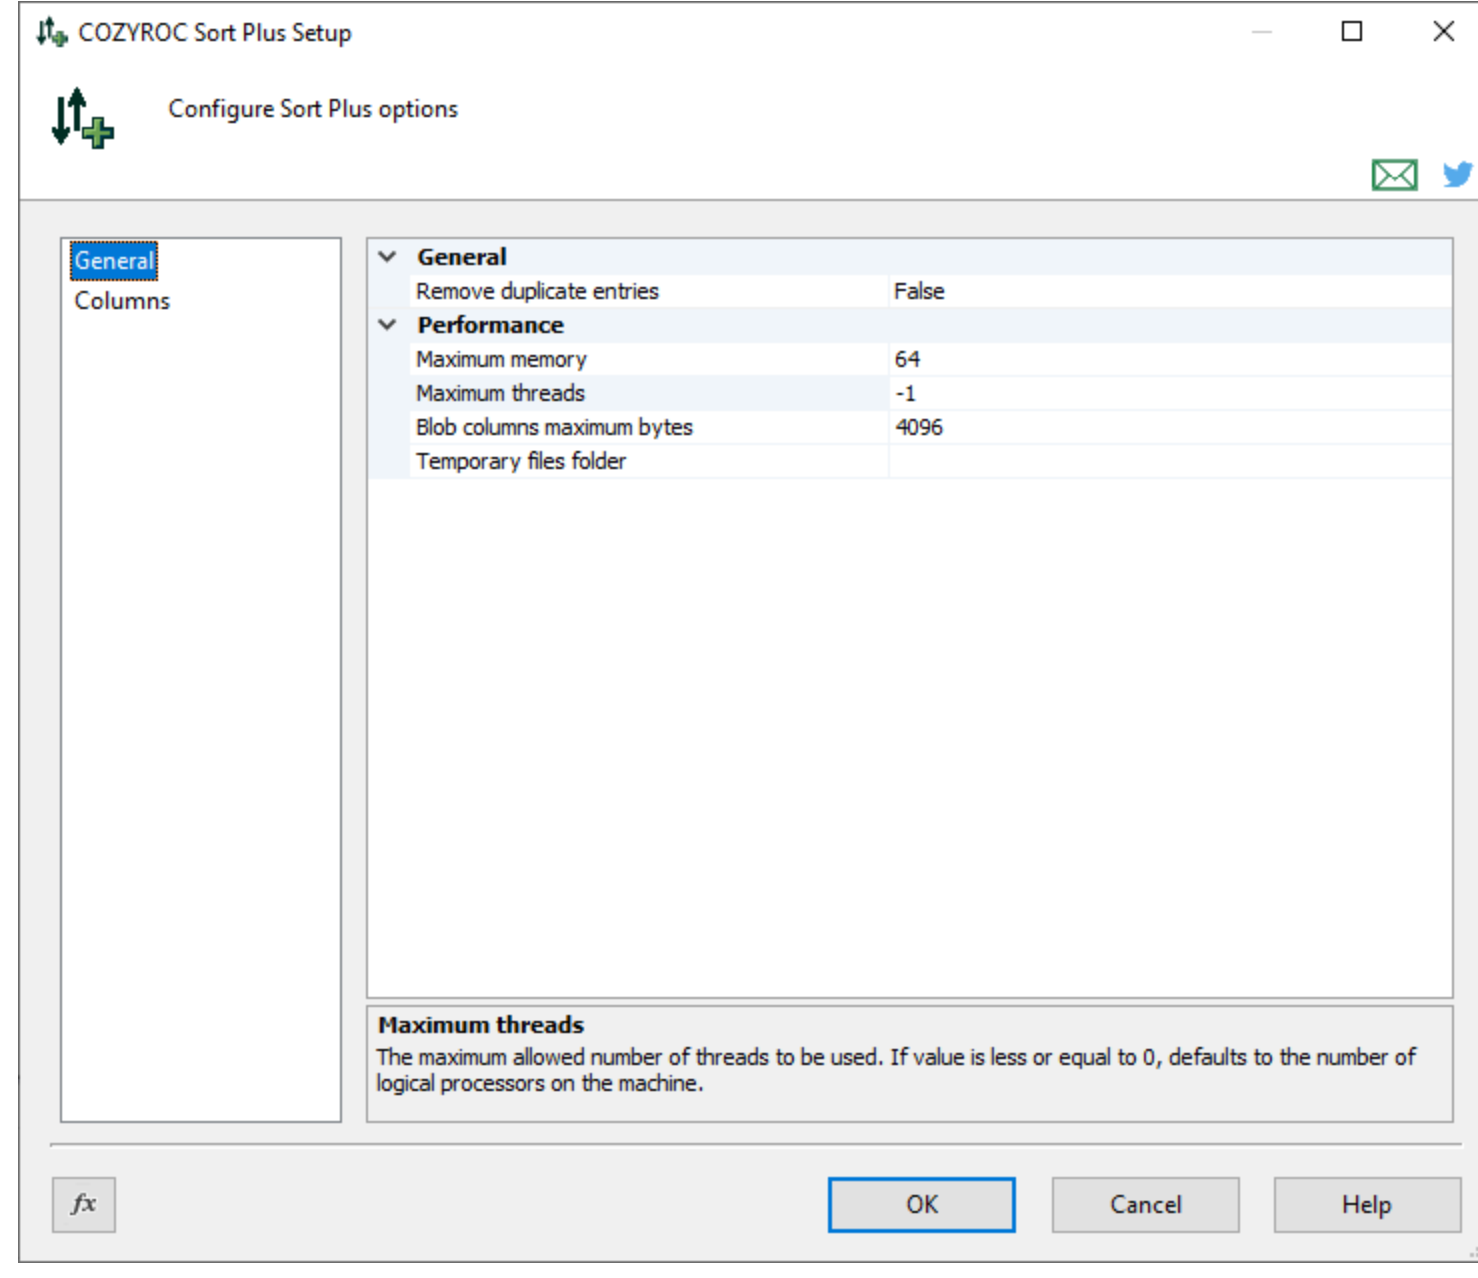 COZYROC Sort Plus Setup
Configure Sort Plus options
General
Columns
General
Remove duplicate entries False
Performance
Maximum memory 64
Maximum threads -1
Blob columns maximum bytes 4096
Temporary files folder
Maximum threads
The maximum allowed number of threads to be used. If value is less or equal to 0, defaults to the number of
logical processors on the machine.
fx
OK
Cancel
Help